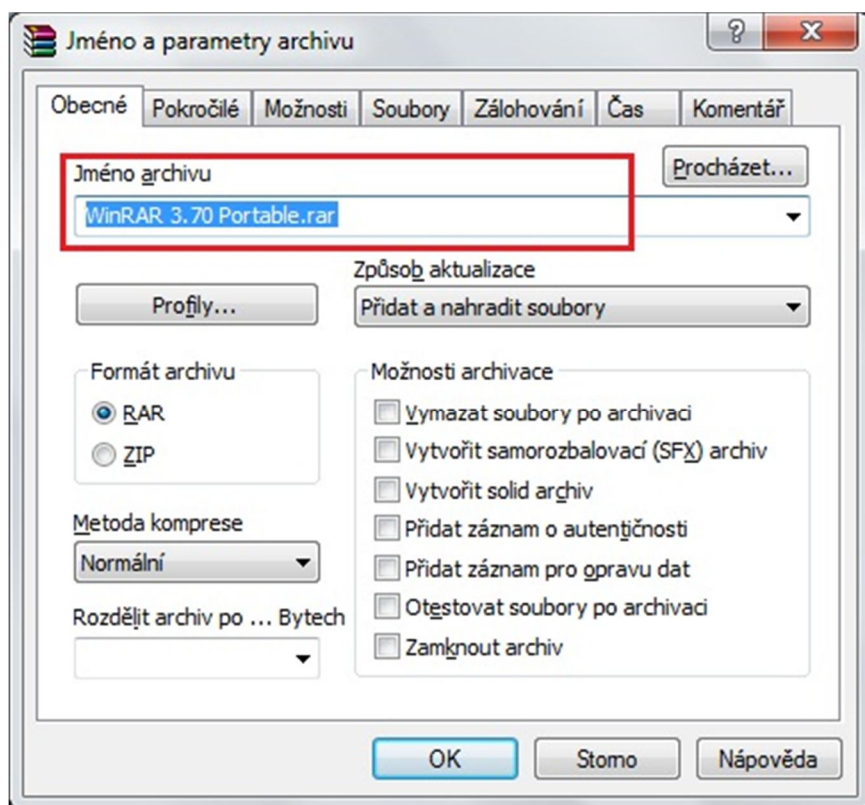 Jméno a parametry archivu
Obecné Pokročilé Možnosti Soubory Zálohování Čas Komentář
Jméno archivu
Procházet...
WinRAR 3.70 Portable.rar
Způsob aktualizace
Profily...
Přidat a nahradit soubory
Formát archivu
RAR
ZIP
Metoda komprese
Normální
Rozdělit archiv po ... Bytech
Možnosti archivace
Vymazat soubory po archivaci
Vytvořit samorozbalovací (SFX) archiv
Vytvořit solid archiv
Přidat záznam o autentičnosti
Přidat záznam pro opravu dat
Otestovat soubory po archivaci
Zamknout archiv
OK
Storno
Nápověda